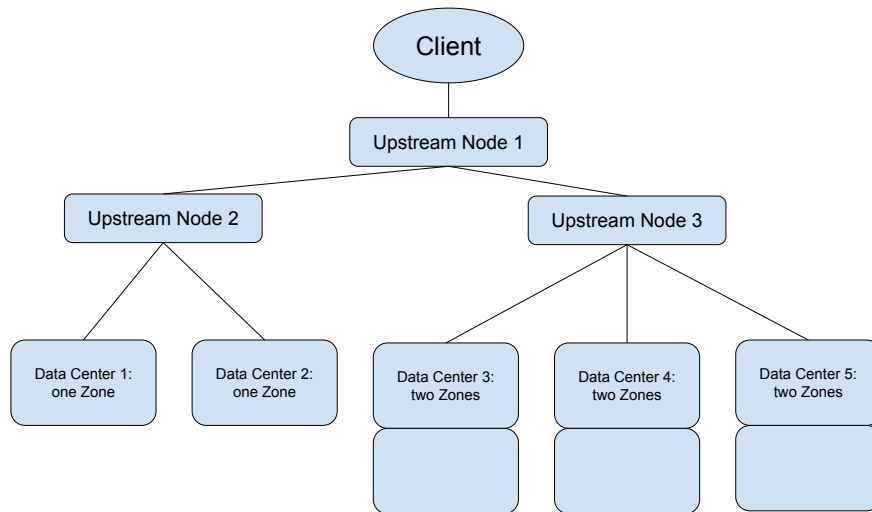 Client
Upstream Node 1
Upstream Node 2
Upstream Node 3
Data Center 1:
one Zone
Data Center 2:
one Zone
Data Center 3:
two Zones
Data Center 4:
two Zones
Data Center 5:
two Zones